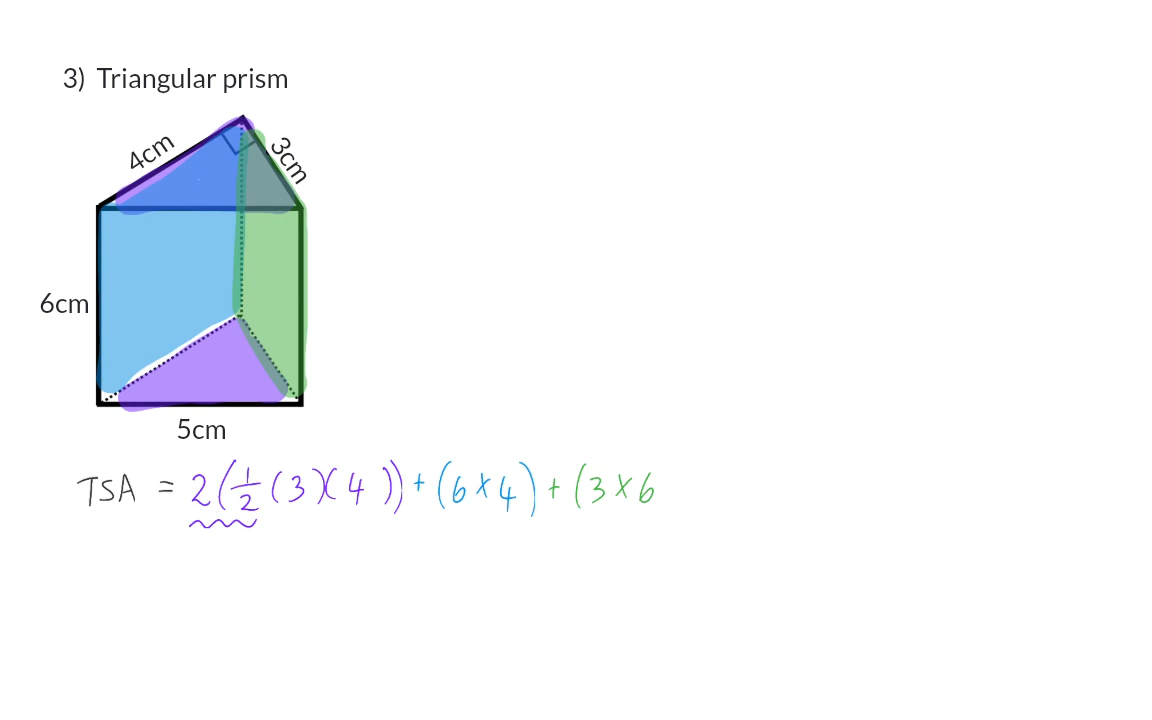 3) Triangular prism
4cm
3cm
6cm
5cm
TSA = 2(1/2(3)(4)) + (6×4) + (3×6